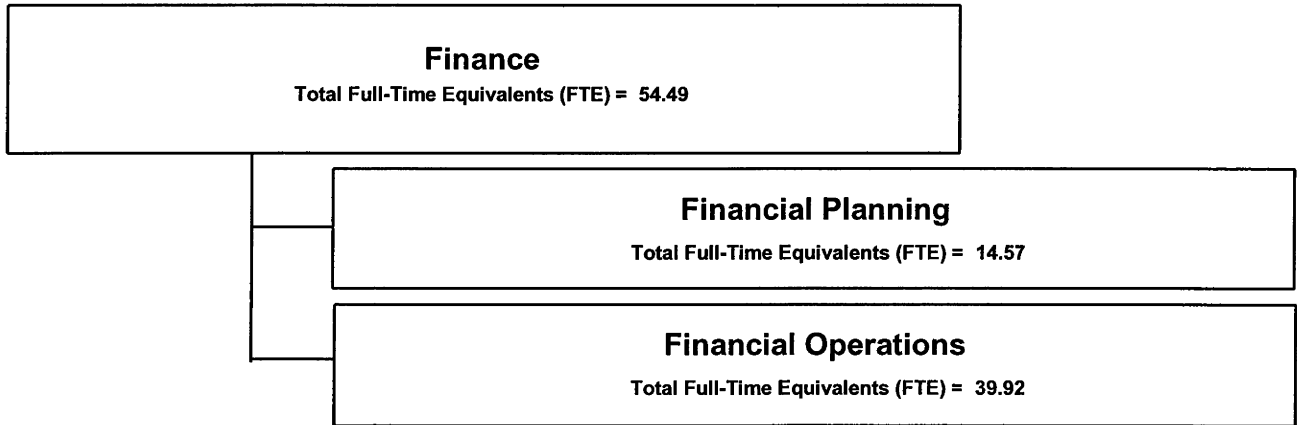 Finance
Total Full-Time Equivalents (FTE) = 54.49
Financial Planning
Total Full-Time Equivalents (FTE) = 14.57
Financial Operations
Total Full-Time Equivalents (FTE) = 39.92